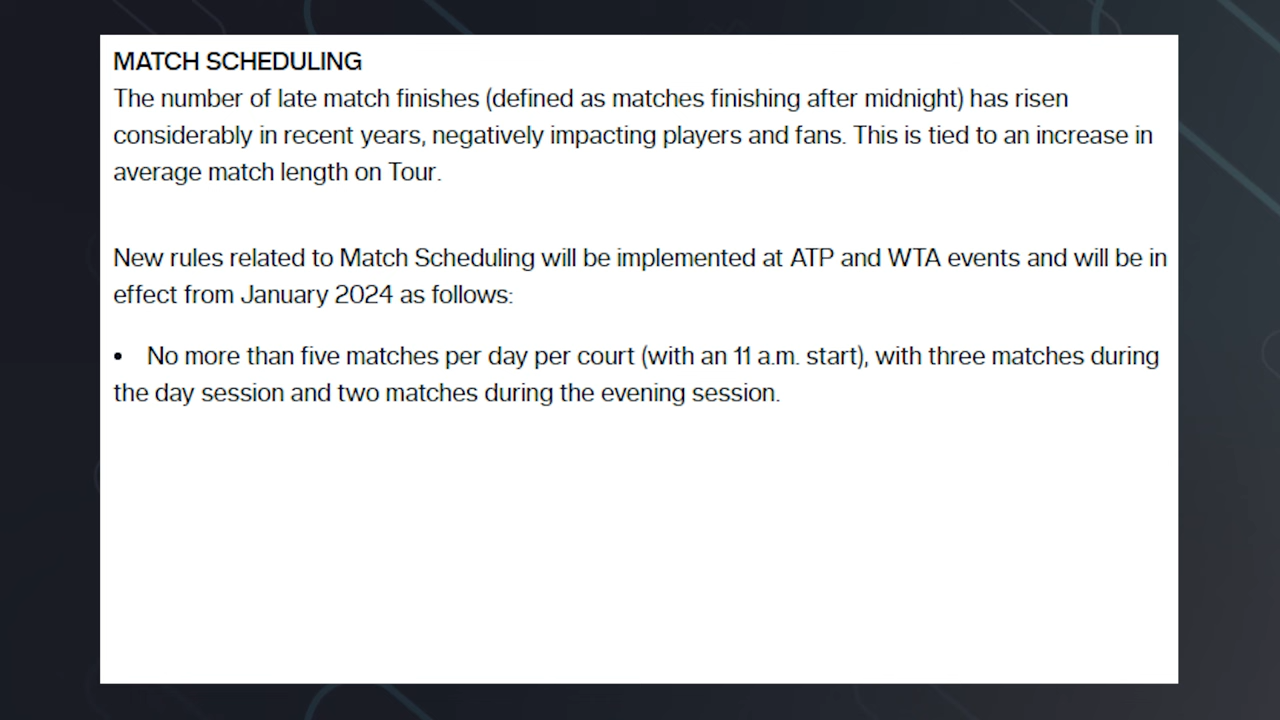 MATCH SCHEDULING
The number of late match finishes (defined as matches finishing after midnight) has risen
considerably in recent years, negatively impacting players and fans. This is tied to an increase in
average match length on Tour.
New rules related to Match Scheduling will be implemented at ATP and WTA events and will be in
effect from January 2024 as follows:
• No more than five matches per day per court (with an 11 a.m. start), with three matches during
the day session and two matches during the evening session.